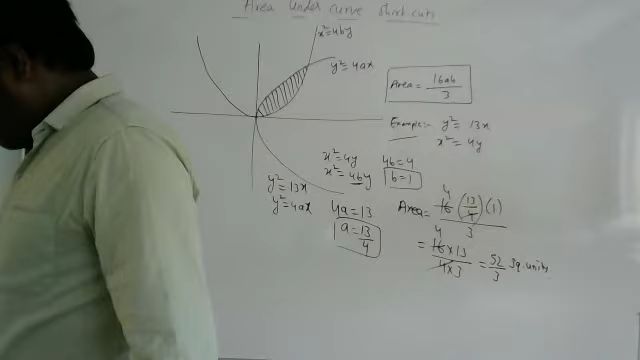 Area Under curve Short cuts
x²=4by
y²=4ax
Area = 16ab/3
Example:- y² = 13x
x² = 4y
x²=4y 4b=4
x²=4by b=1
y²=13x
y²=4ax
4a=13
a=13/4
Area = 16 (13/4) (1) / 3
4
4
= 16×13 / 4×3 = 52/3 Sq. units